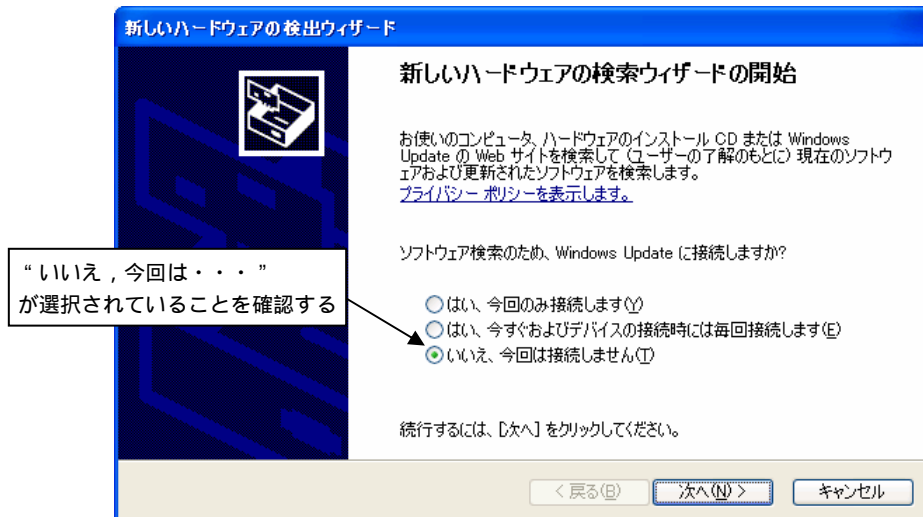 新しいハードウェアの検出ウィザード
新しいハードウェアの検索ウィザードの開始
お使いのコンピュータ、ハードウェアのインストール CD または Windows
Update の Web サイトを検索して (ユーザーの了解のもとに) 現在のソフトウ
ェアおよび更新されたソフトウェアを検索します。
プライバシー ポリシーを表示します。
ソフトウェア検索のため、Windows Update に接続しますか?
“いいえ，今回は・・・”
が選択されていることを確認する
はい、今回のみ接続します(Y)
はい、今すぐおよびデバイスの接続時には毎回接続します(E)
いいえ、今回は接続しません(T)
続行するには、[次へ] をクリックしてください。
< 戻る(B)
次へ(N) >
キャンセル